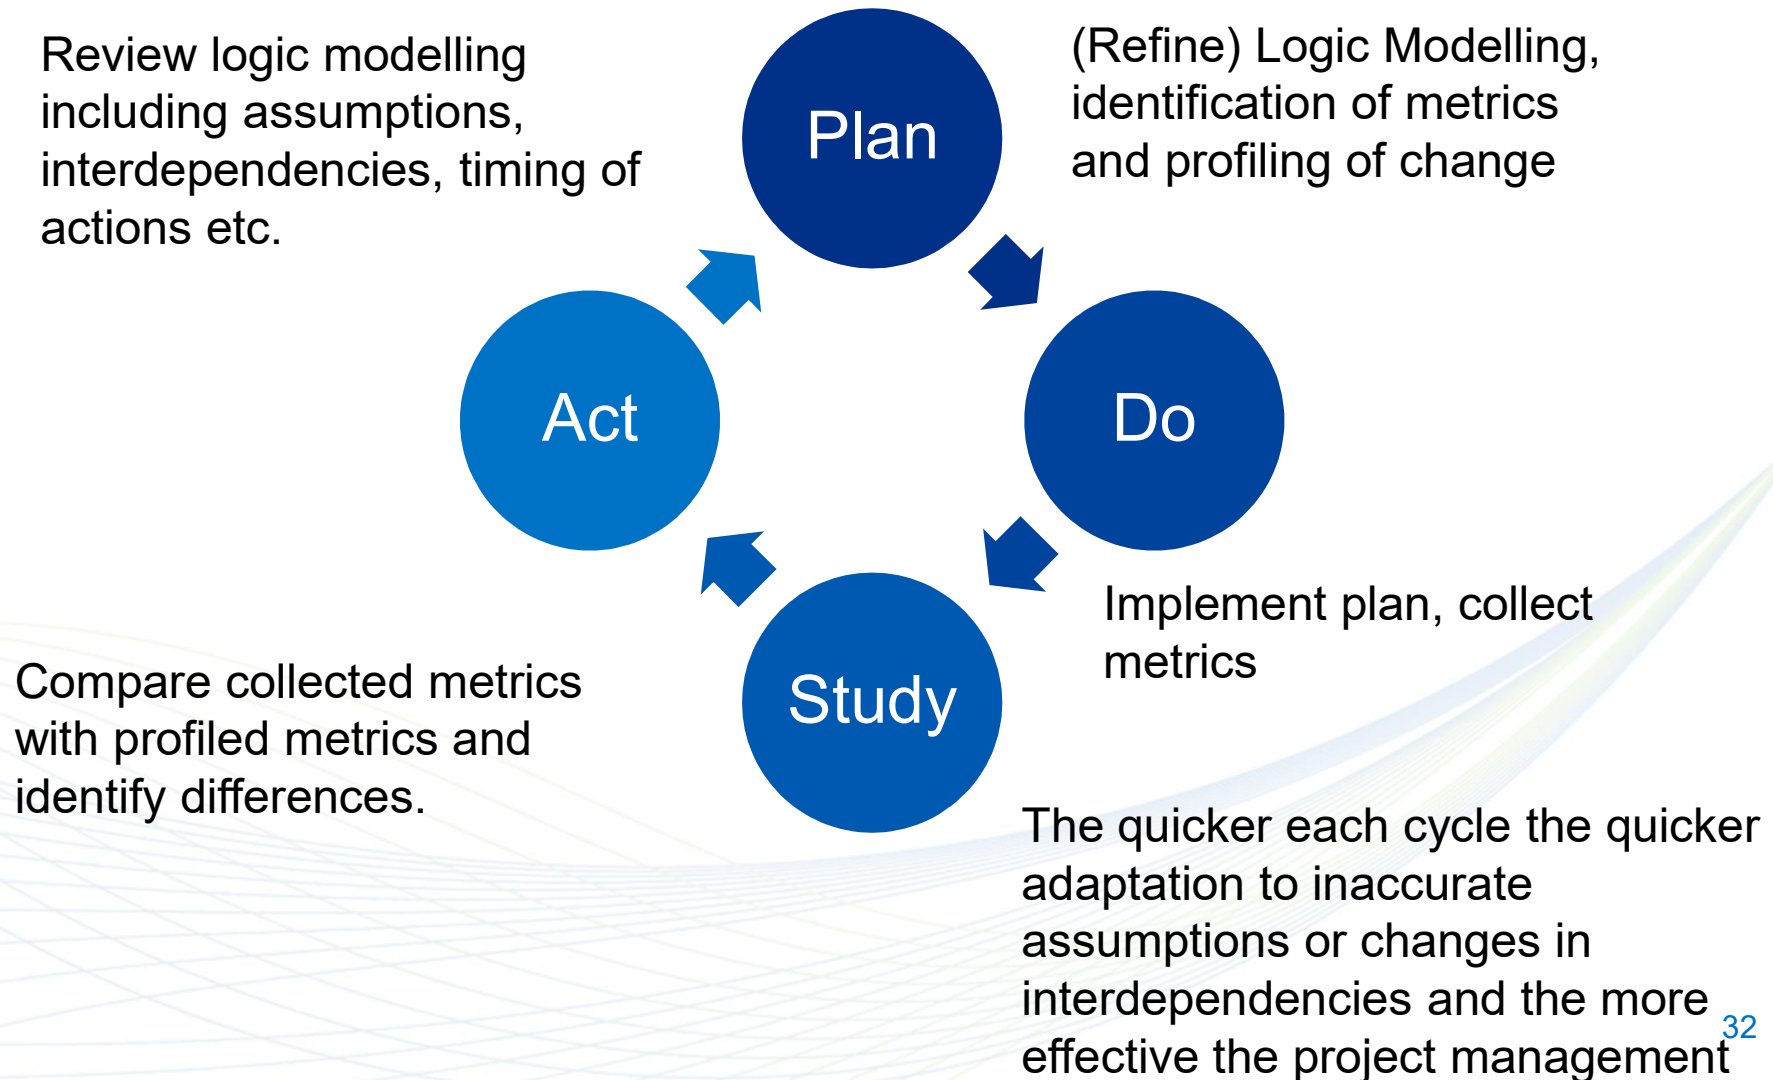 Review logic modelling
including assumptions,
interdependencies, timing of
actions etc.
Plan
(Refine) Logic Modelling,
identification of metrics
and profiling of change
Act
Do
Implement plan, collect
metrics
Study
Compare collected metrics
with profiled metrics and
identify differences.
The quicker each cycle the quicker
adaptation to inaccurate
assumptions or changes in
interdependencies and the more
effective the project management
32